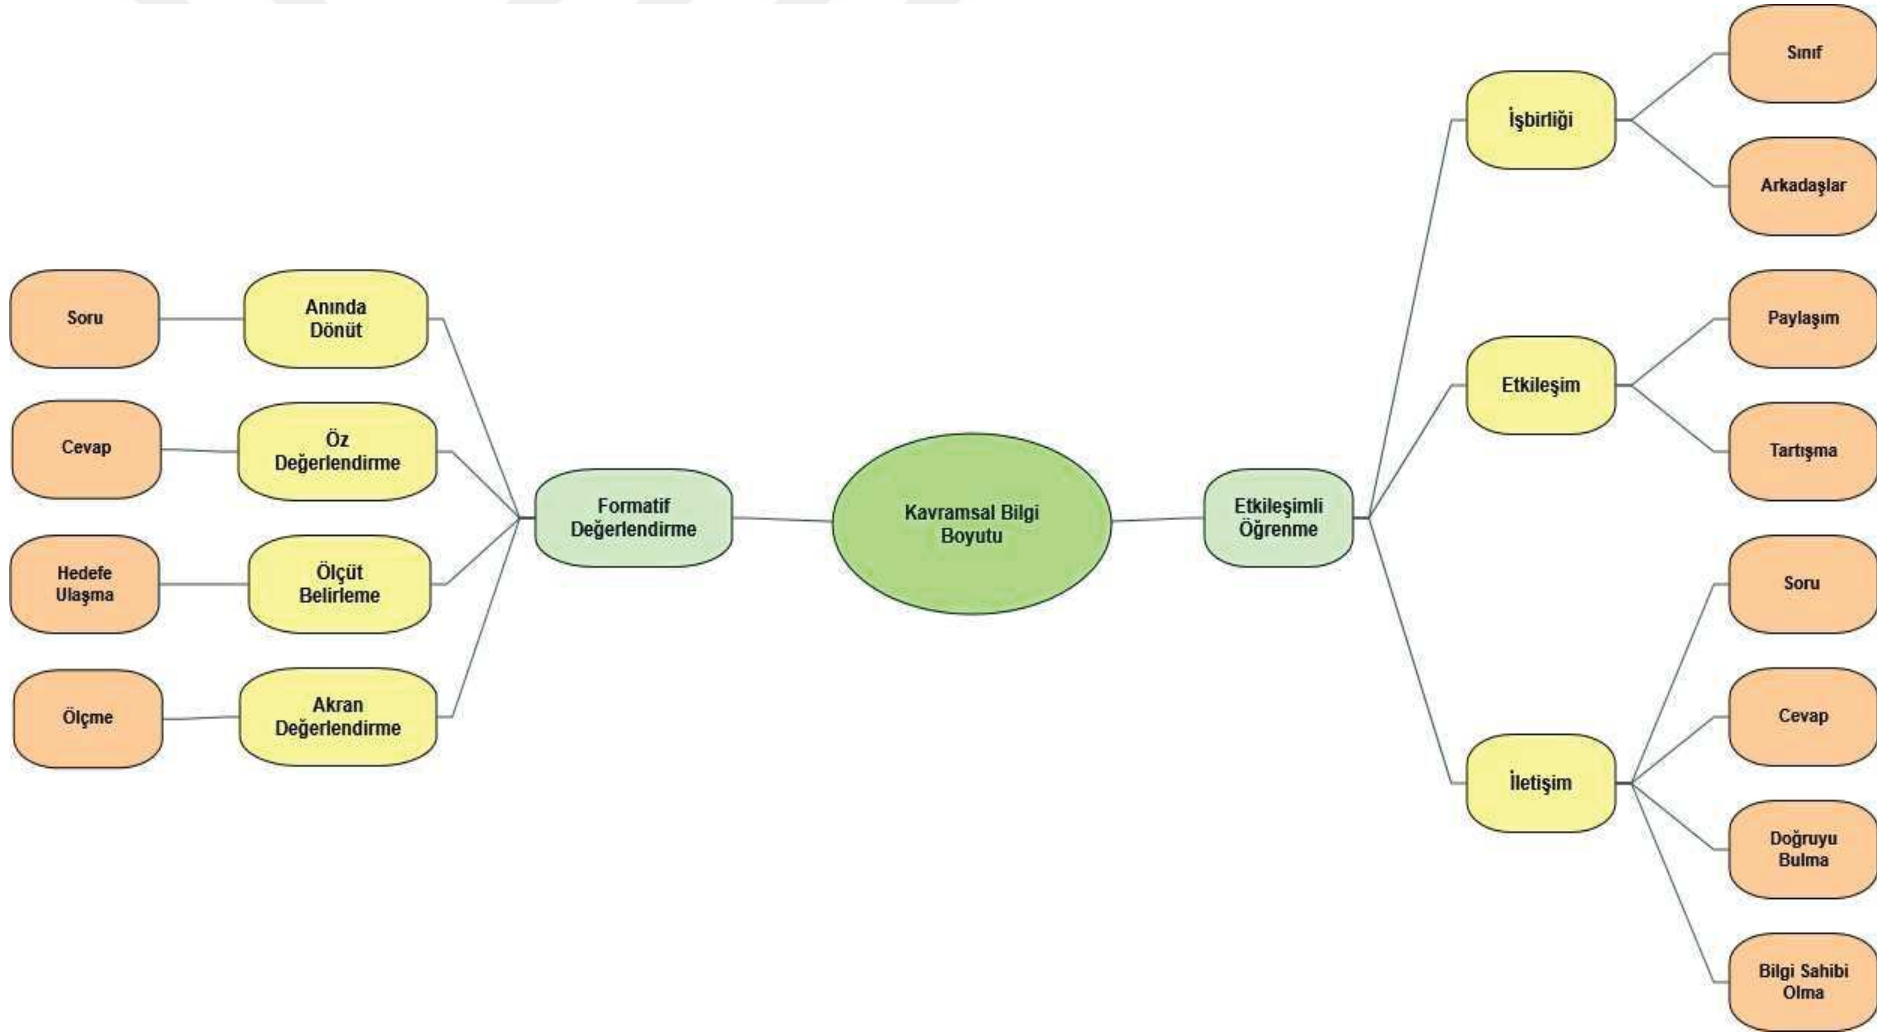 Kavramsal Bilgi
Boyutu
Formatif
Değerlendirme
Anında
Dönüt
Soru
Öz
Değerlendirme
Cevap
Ölçüt
Belirleme
Hedefe
Ulaşma
Akran
Değerlendirme
Ölçme
Etkileşimli
Öğrenme
İşbirliği
Sınıf
Arkadaşlar
Etkileşim
Paylaşım
Tartışma
İletişim
Soru
Cevap
Doğruyu
Bulma
Bilgi Sahibi
Olma